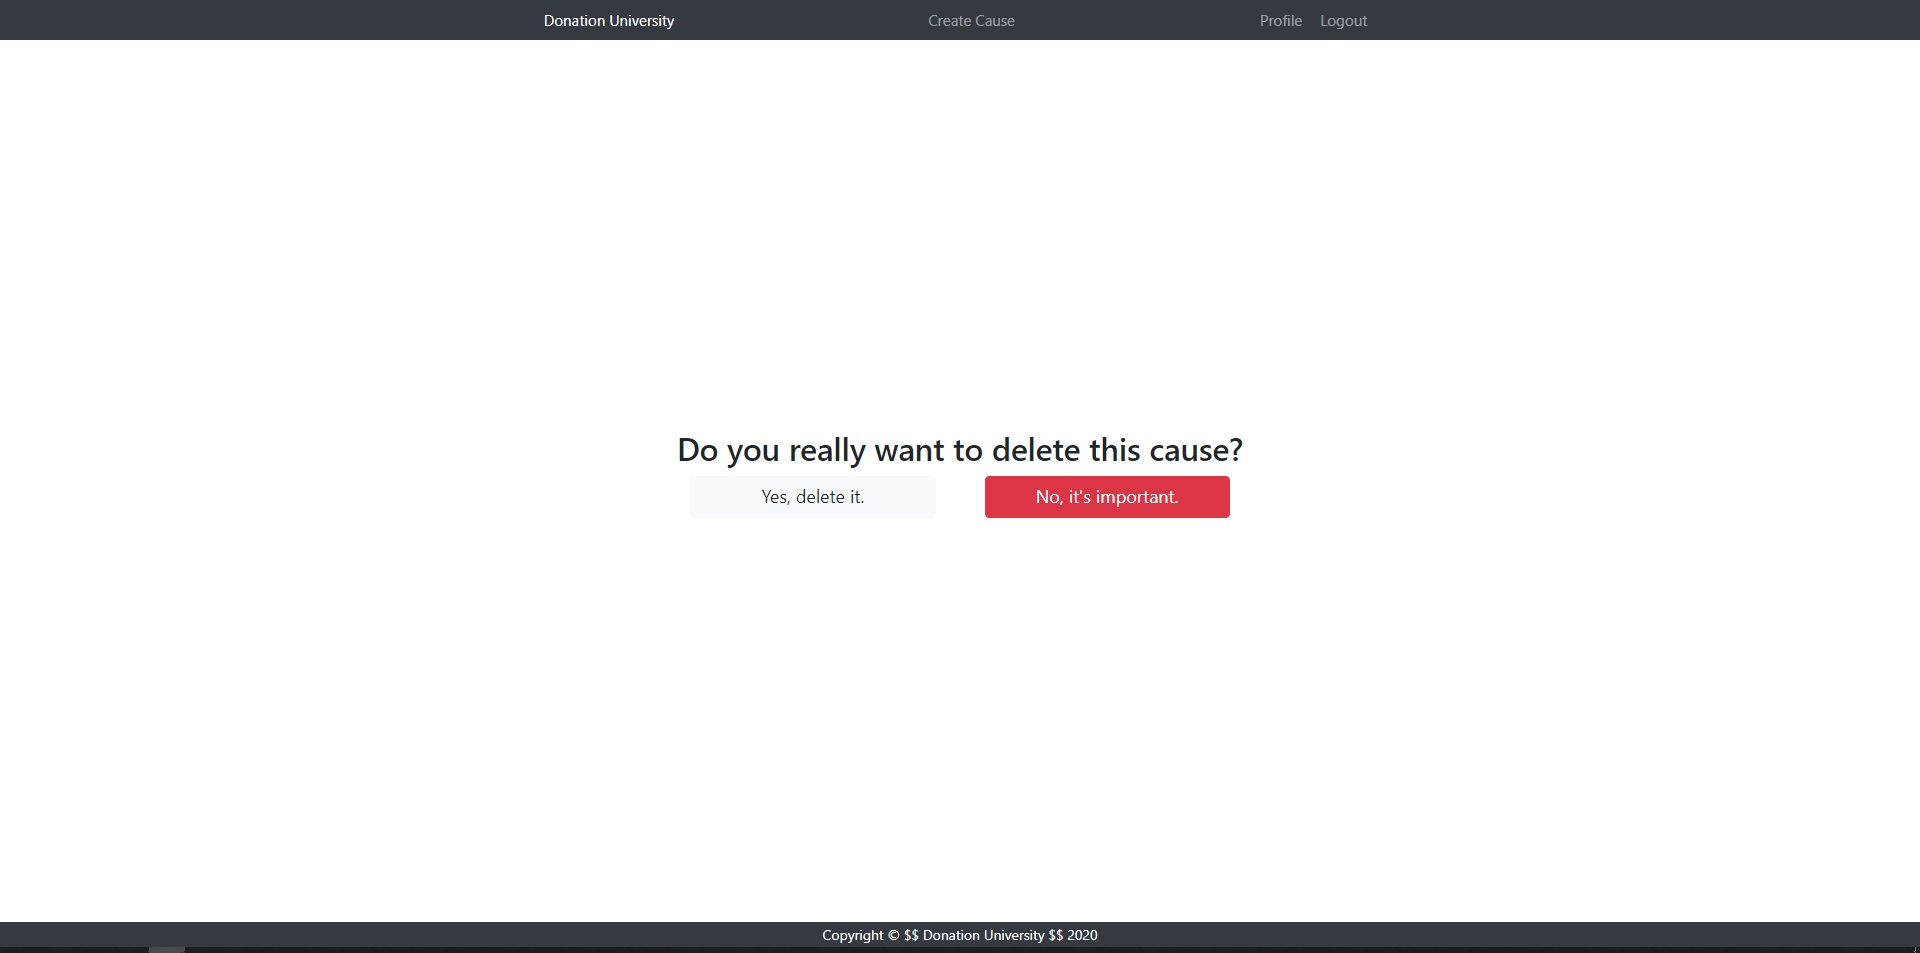 Donation University Create Cause Profile Logout
Do you really want to delete this cause?
Yes, delete it. No, it's important.
Copyright © $$ Donation University $$ 2020